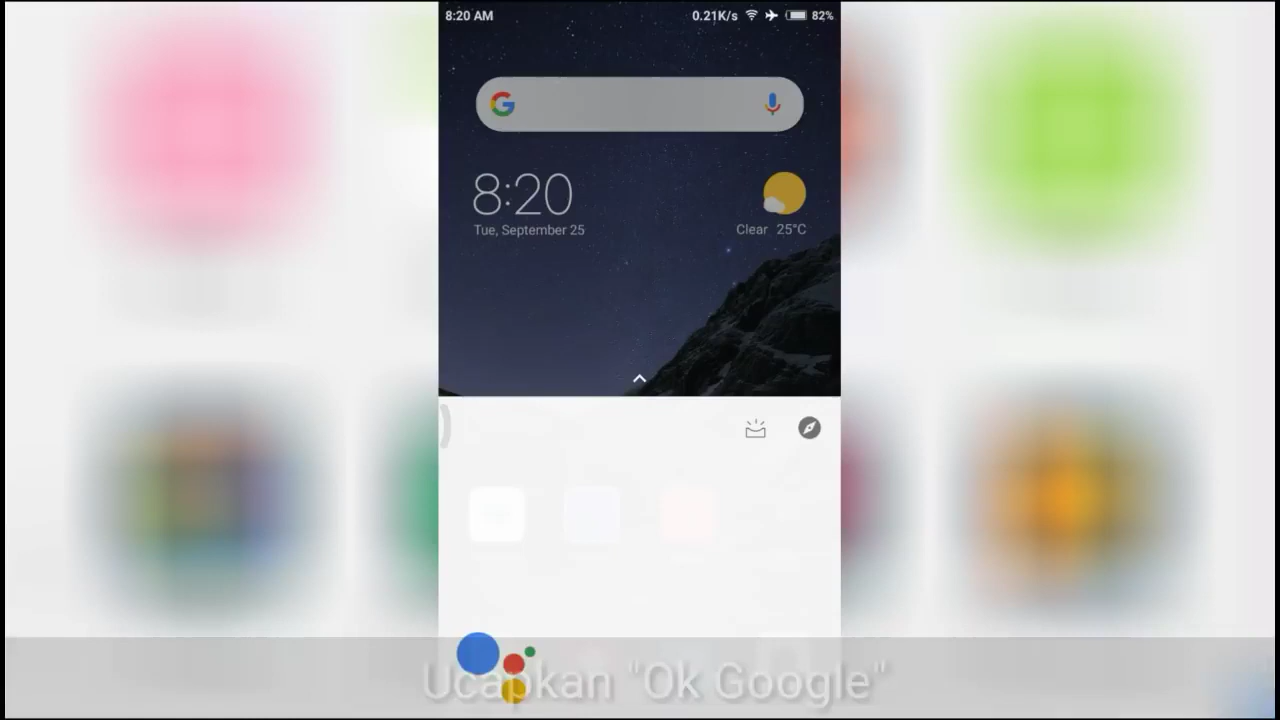 8:20 AM 0.21K/s 82%
8:20
Tue, September 25
Clear 25°C
Ucapkan "Ok Google"